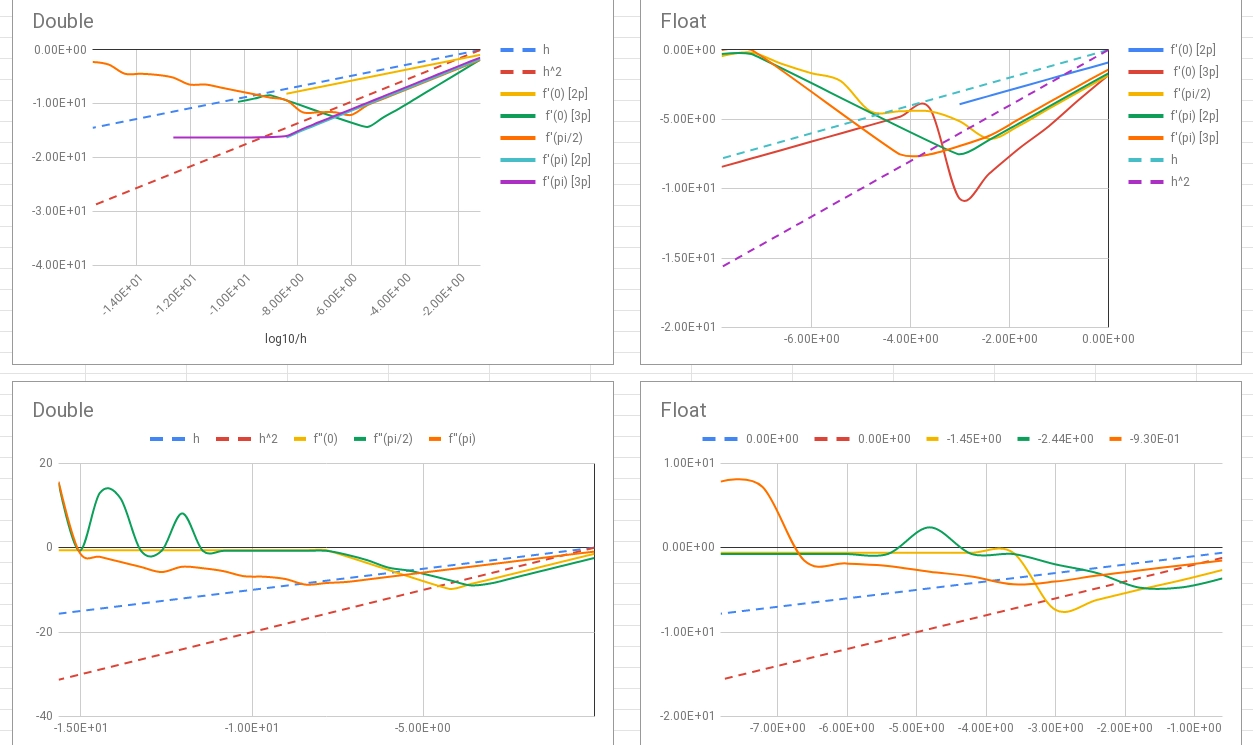 Double
0.00E+00
-1.00E+01
-2.00E+01
-3.00E+01
-4.00E+01
-1.40E+01
-1.20E+01
-1.00E+01
-8.00E+00
-6.00E+00
-4.00E+00
-2.00E+00
log10/h
h
h^2
f'(0) [2p]
f'(0) [3p]
f'(pi/2)
f'(pi) [2p]
f'(pi) [3p]
Float
0.00E+00
-5.00E+00
-1.00E+01
-1.50E+01
-2.00E+01
-6.00E+00 -4.00E+00 -2.00E+00 0.00E+00
f'(0) [2p]
f'(0) [3p]
f'(pi/2)
f'(pi) [2p]
f'(pi) [3p]
h
h^2
Double
h h^2 f''(0) f''(pi/2) f''(pi)
20
0
-20
-40
-1.50E+01 -1.00E+01 -5.00E+00
Float
0.00E+00 0.00E+00 -1.45E+00 -2.44E+00 -9.30E-01
1.00E+01
0.00E+00
-1.00E+01
-2.00E+01
-7.00E+00 -6.00E+00 -5.00E+00 -4.00E+00 -3.00E+00 -2.00E+00 -1.00E+00